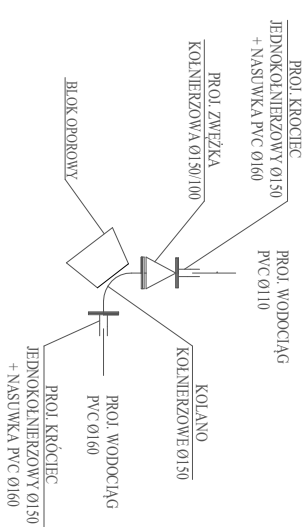 PROJ. KROCIEC
JEDNOKOŁNIERZOWY Ø150
+ NASUWKA PVC Ø160
PROJ. WODOCIĄG
PVC Ø110
PROJ. ZWĘŻKA
KOŁNIERZOWA Ø150/100
KOLANO
KOŁNIERZOWE Ø150
BLOK OPOROWY
PROJ. WODOCIĄG
PVC Ø160
PROJ. KRÓCIEC
JEDNOKOŁNIERZOWY Ø150
+ NASUWKA PVC Ø160